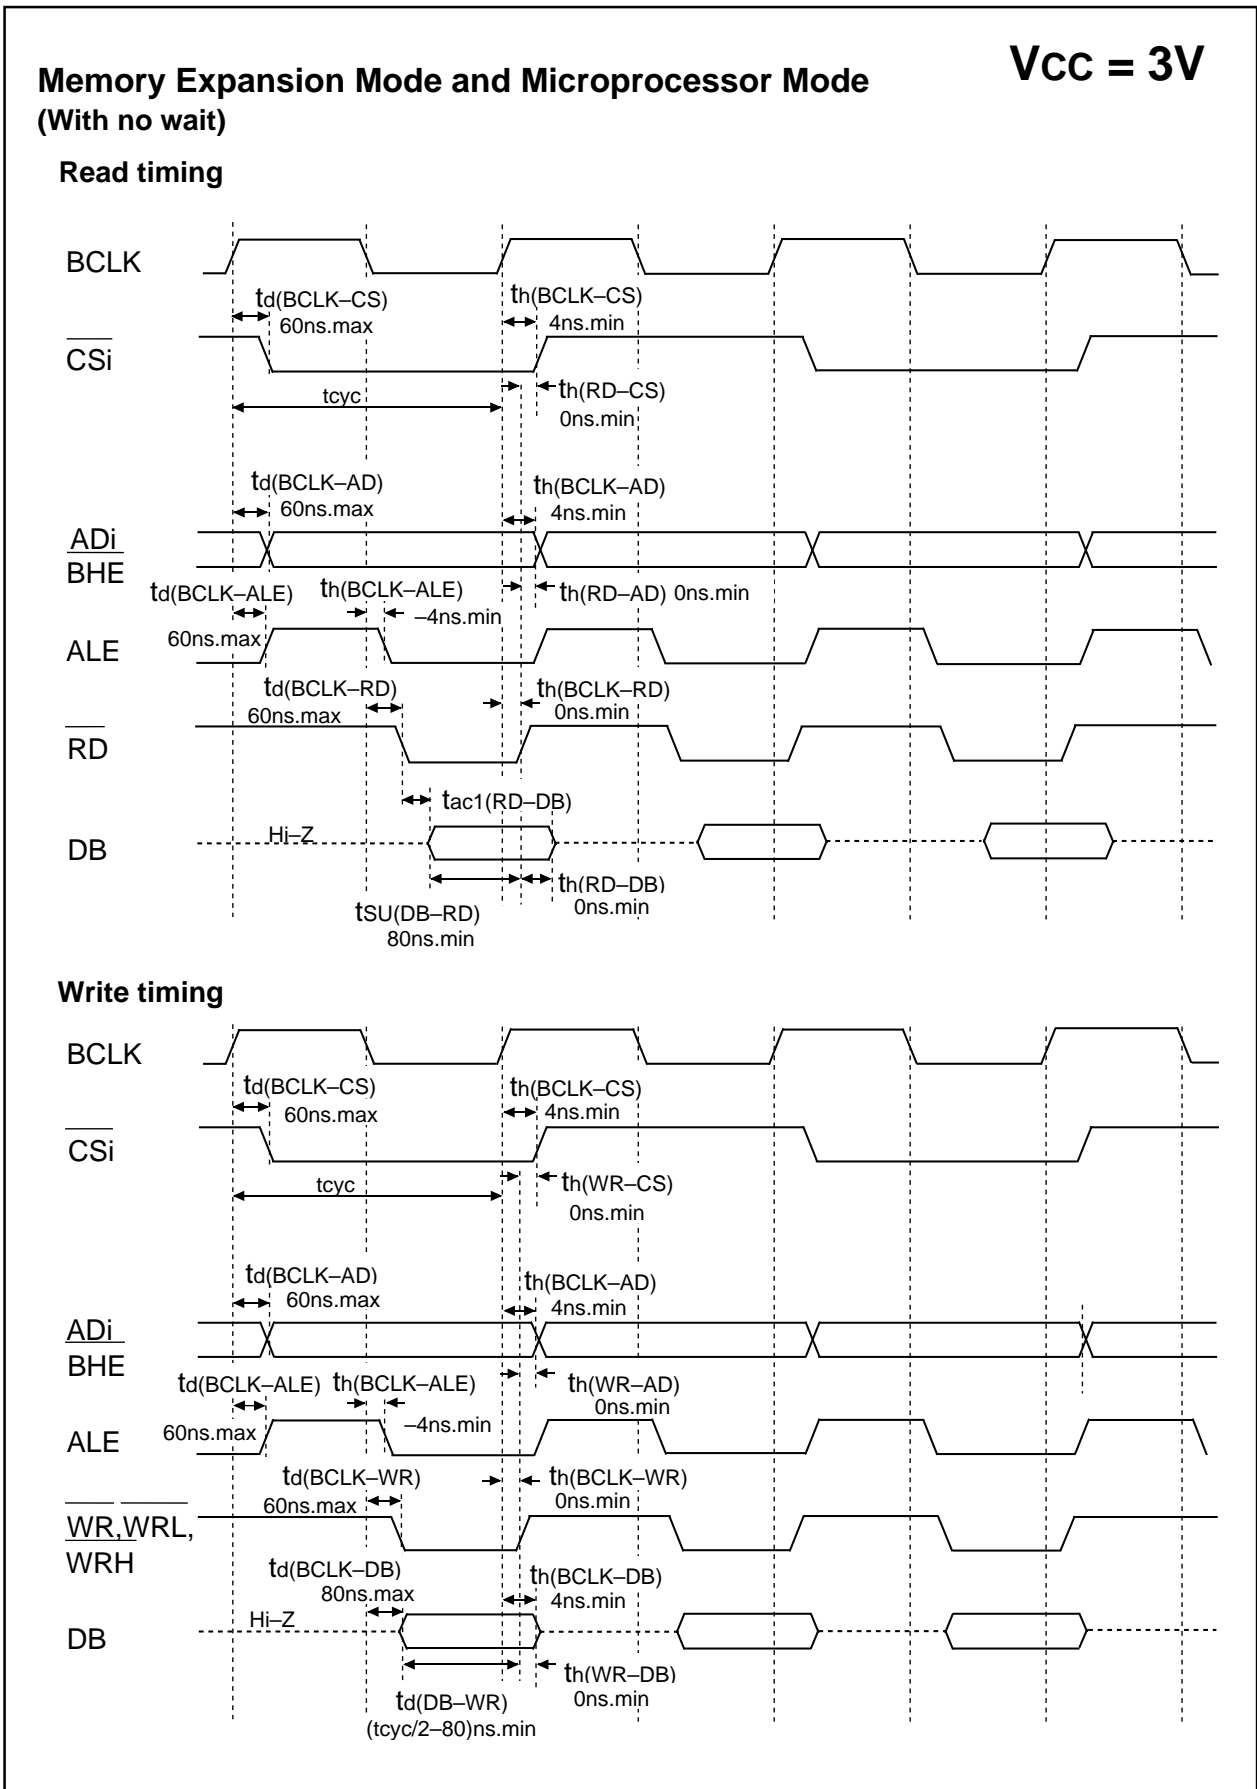 VCC = 3V
Memory Expansion Mode and Microprocessor Mode
(With no wait)
Read timing
BCLK
td(BCLK–CS)
60ns.max
th(BCLK–CS)
4ns.min
CSi
tcyc
th(RD–CS)
0ns.min
td(BCLK–AD)
60ns.max
th(BCLK–AD)
4ns.min
ADi
BHE
td(BCLK–ALE)
60ns.max
th(BCLK–ALE)
–4ns.min
th(RD–AD) 0ns.min
ALE
td(BCLK–RD)
60ns.max
th(BCLK–RD)
0ns.min
RD
tac1(RD–DB)
Hi–Z
DB
th(RD–DB)
0ns.min
tSU(DB–RD)
80ns.min
Write timing
BCLK
td(BCLK–CS)
60ns.max
th(BCLK–CS)
4ns.min
CSi
tcyc
th(WR–CS)
0ns.min
td(BCLK–AD)
60ns.max
th(BCLK–AD)
4ns.min
ADi
BHE
td(BCLK–ALE)
60ns.max
th(BCLK–ALE)
–4ns.min
th(WR–AD)
0ns.min
ALE
td(BCLK–WR)
60ns.max
th(BCLK–WR)
0ns.min
WR,WRL,
WRH
td(BCLK–DB)
80ns.max
th(BCLK–DB)
4ns.min
Hi–Z
DB
th(WR–DB)
0ns.min
td(DB–WR)
(tcyc/2–80)ns.min